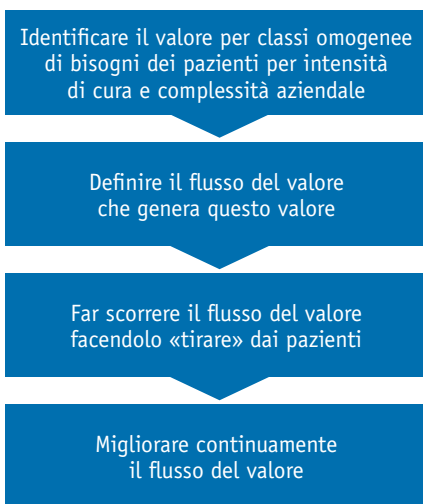 Identificare il valore per classi omogenee
di bisogni dei pazienti per intensità
di cura e complessità aziendale
Definire il flusso del valore
che genera questo valore
Far scorrere il flusso del valore
facendolo «tirare» dai pazienti
Migliorare continuamente
il flusso del valore